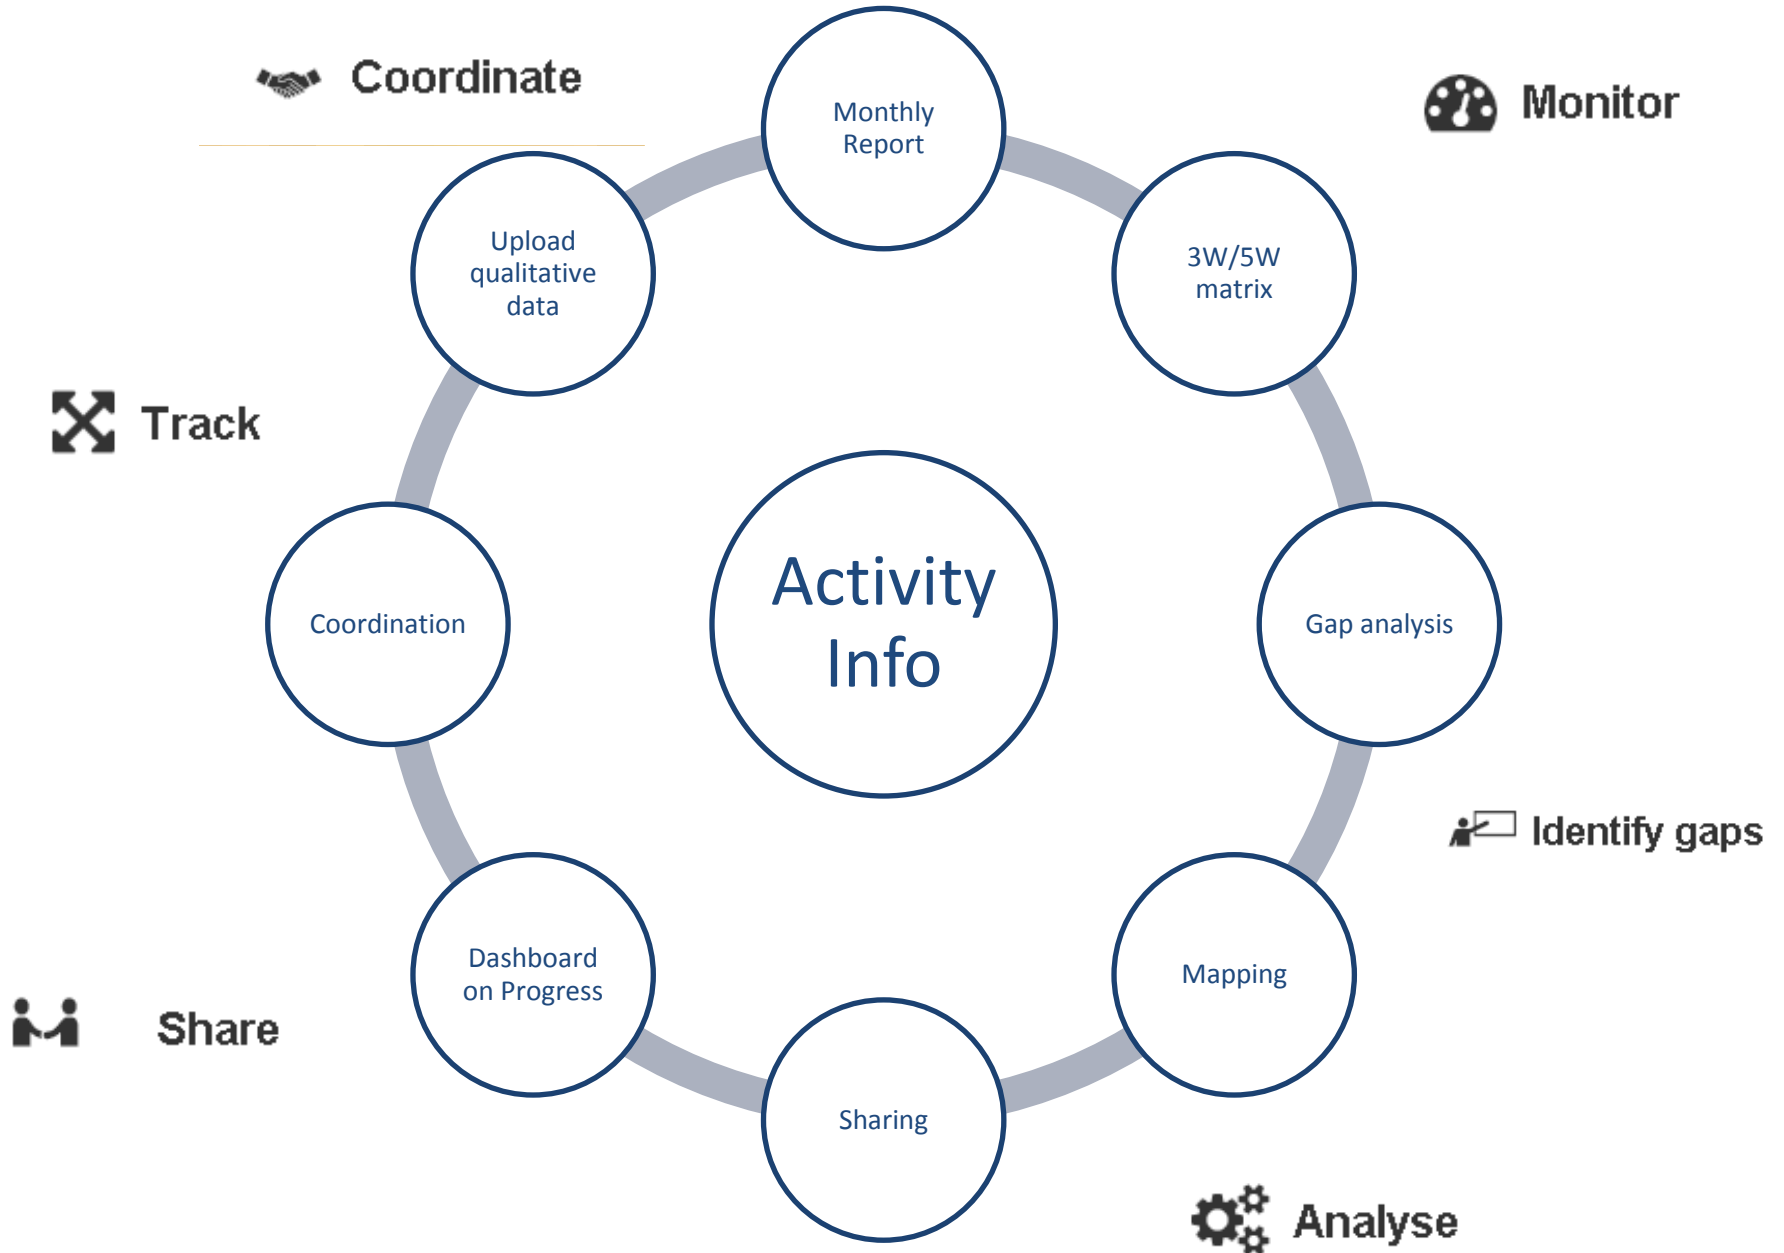 Coordinate
Monitor
Monthly
Report
Upload
qualitative
data
3W/5W
matrix
Track
Activity
Info
Coordination
Gap analysis
Identify gaps
Dashboard
on Progress
Mapping
Share
Sharing
Analyse